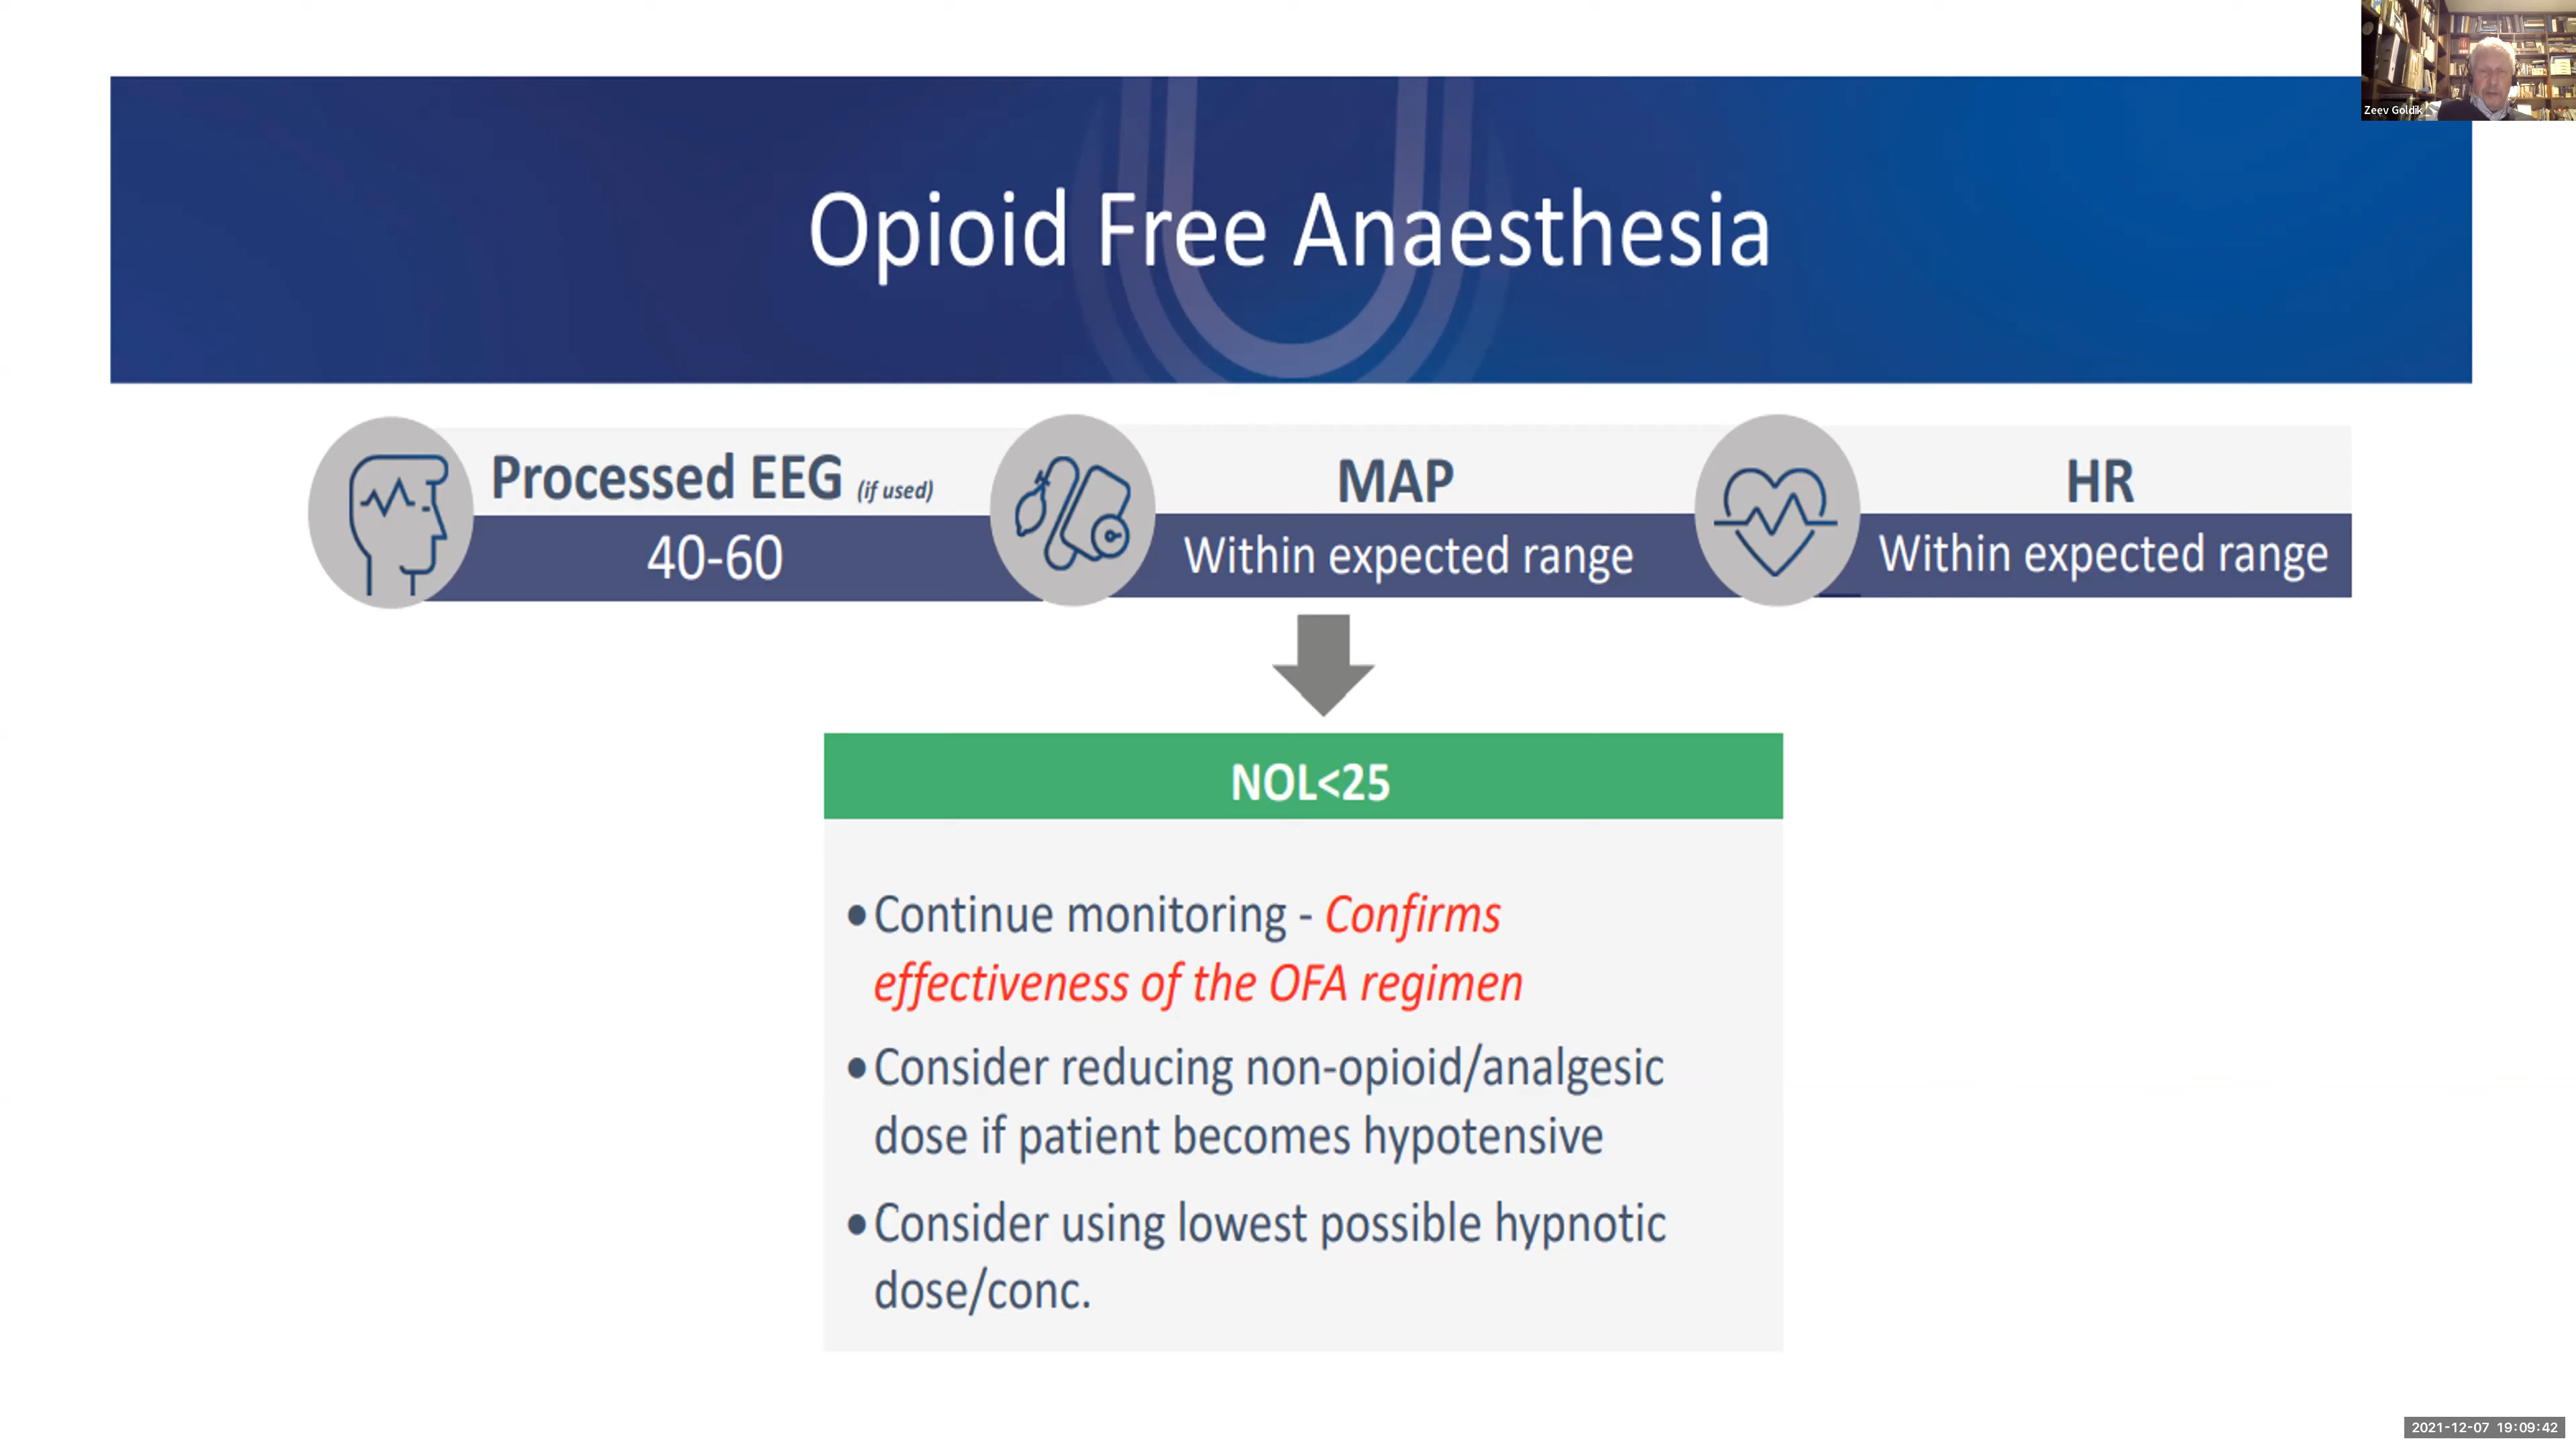 Zeev Goldik
Opioid Free Anaesthesia
Processed EEG (if used)
40-60
MAP
Within expected range
HR
Within expected range
NOL<25
•Continue monitoring - Confirms
effectiveness of the OFA regimen
•Consider reducing non-opioid/analgesic
dose if patient becomes hypotensive
•Consider using lowest possible hypnotic
dose/conc.
2021-12-07 19:09:42